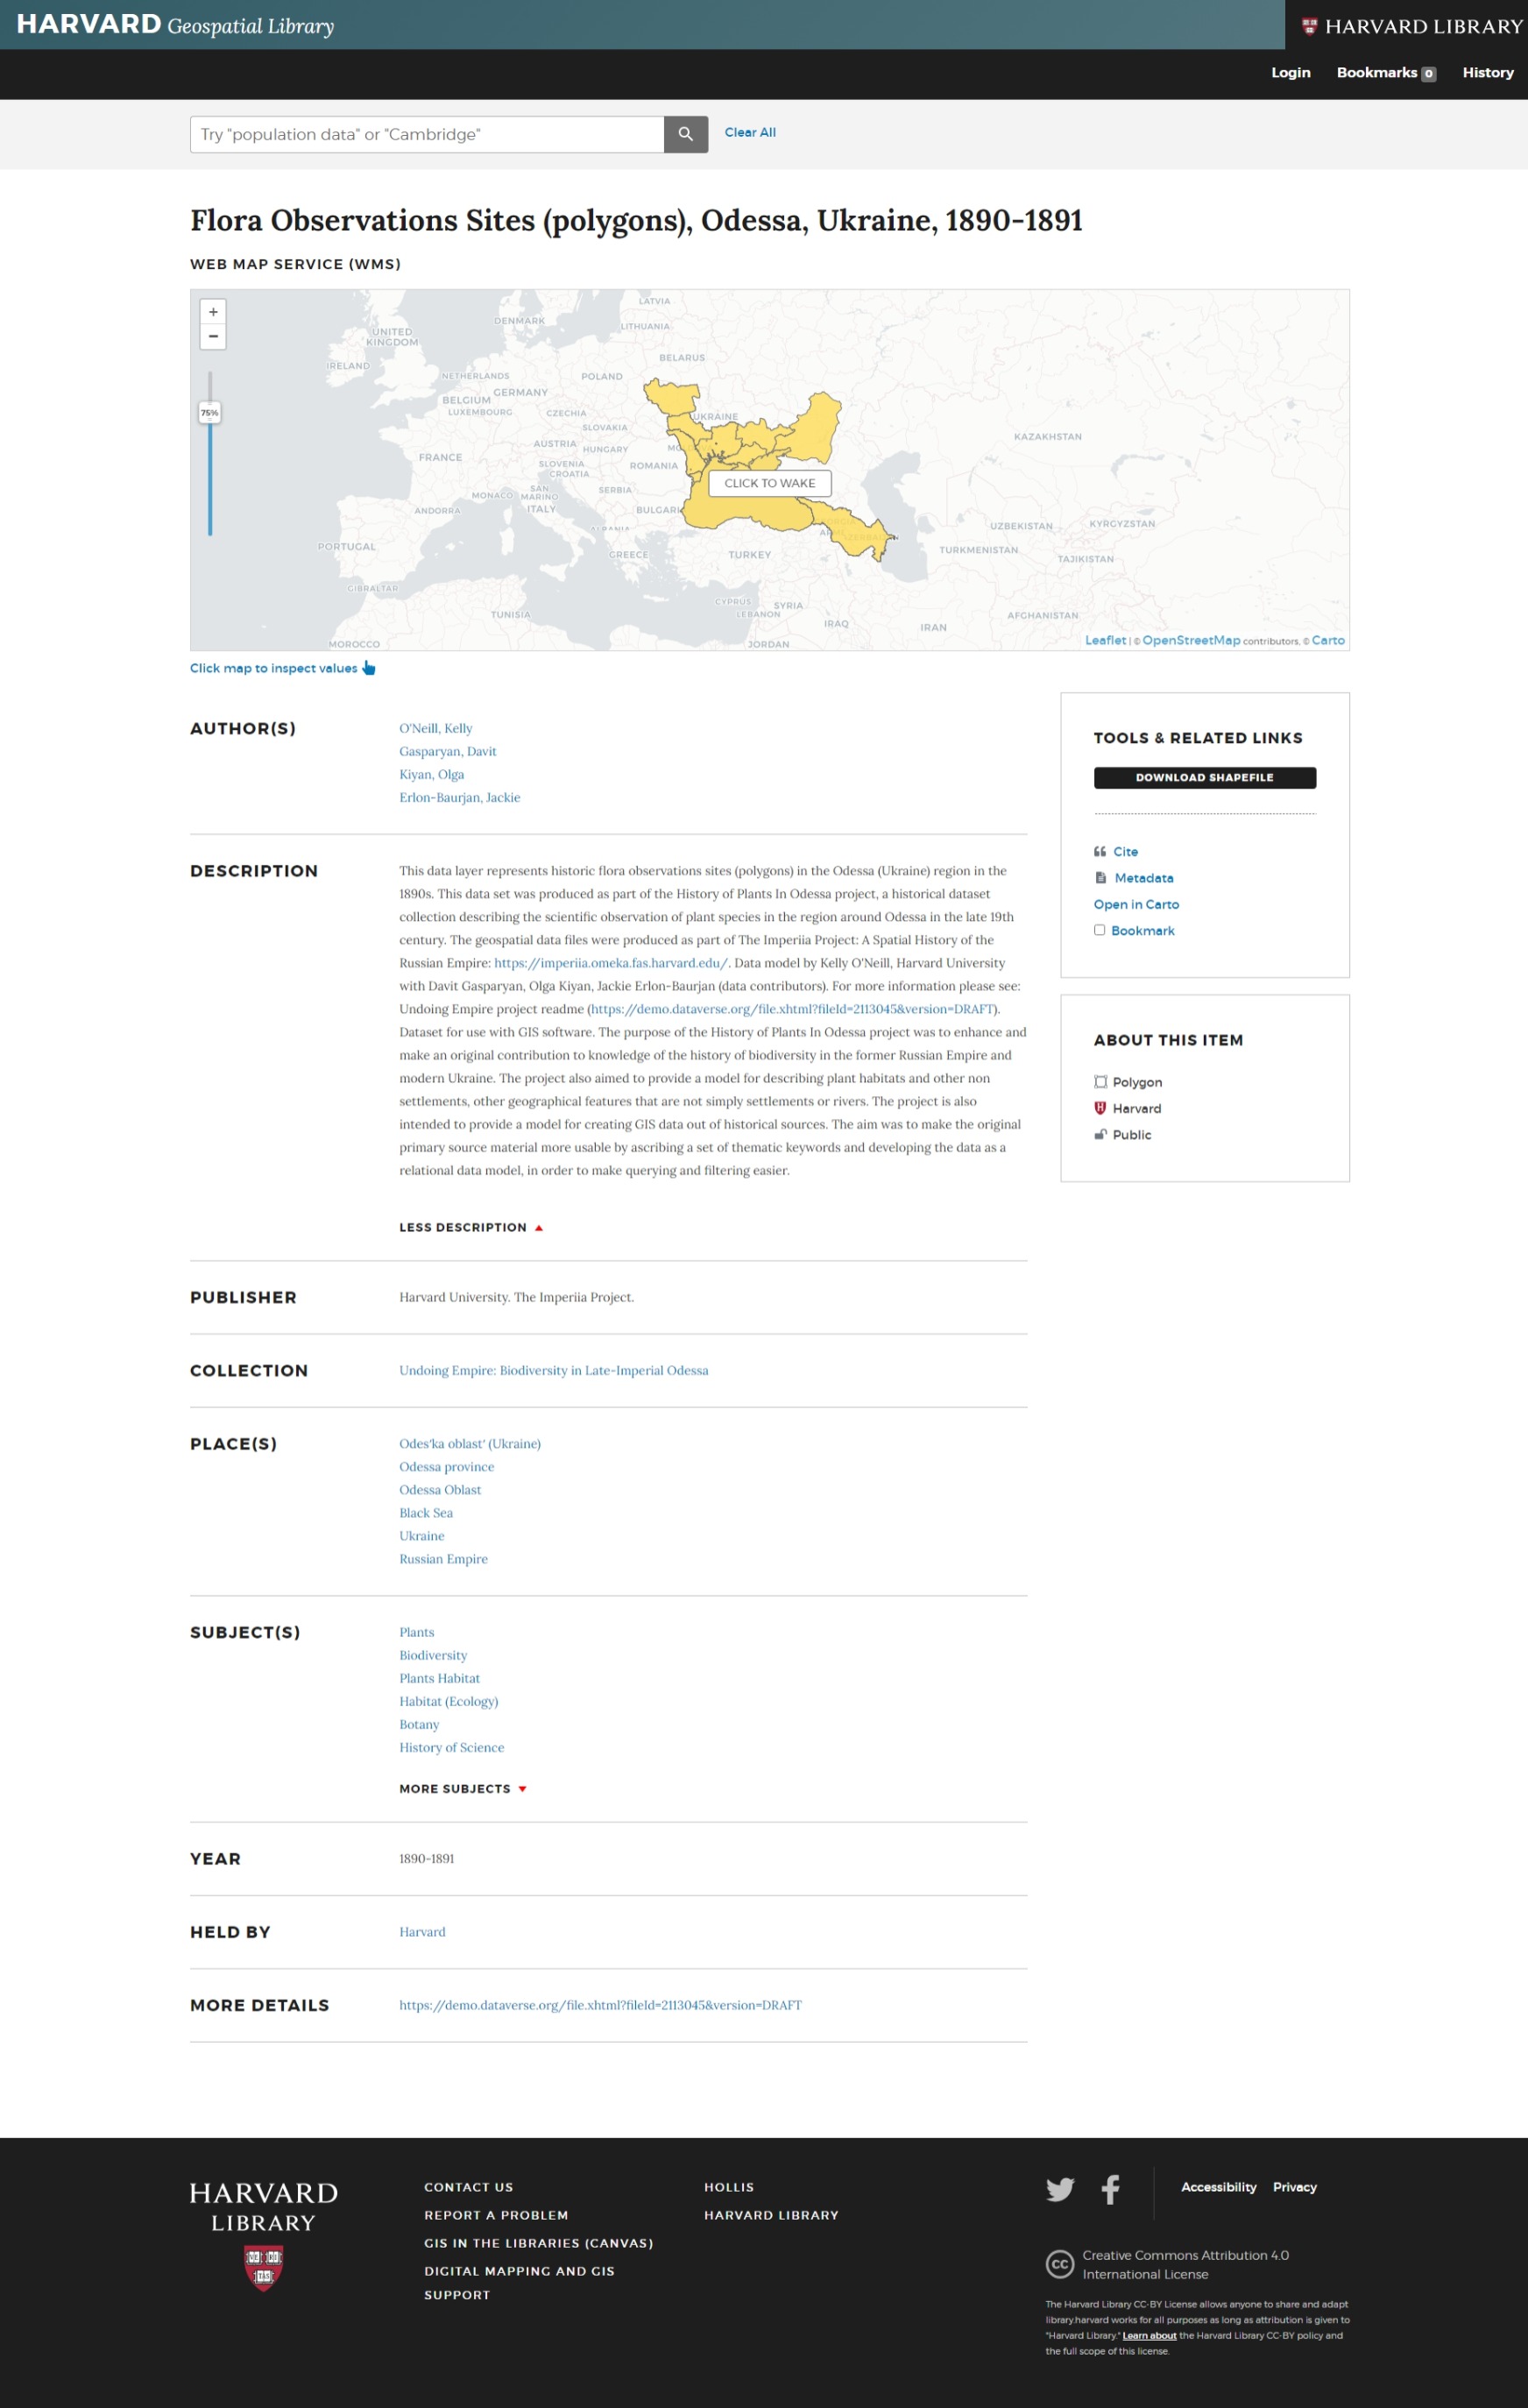 HARVARD Geospatial Library
HARVARD LIBRARY
Login Bookmarks 0 History
Try "population data" or "Cambridge"
Clear All
Flora Observations Sites (polygons), Odessa, Ukraine, 1890-1891
WEB MAP SERVICE (WMS)
+
−
75%
LATVIA
DENMARK
LITHUANIA
UNITED
KINGDOM
BELARUS
IRELAND
NETHERLANDS
POLAND
GERMANY
BELGIUM
LUXEMBOURG
CZECHIA
UKRAINE
SLOVAKIA
KAZAKHSTAN
AUSTRIA
HUNGARY
FRANCE
SLOVENIA
ROMANIA
CROATIA
CLICK TO WAKE
SAN
MARINO
MONACO
SERBIA
ITALY
ANDORRA
BULGARI
UZBEKISTAN
KYRGYZSTAN
PORTUGAL
GREECE
TURKEY
TURKMENISTAN
TAJIKISTAN
GIBRALTAR
CYPRUS
SYRIA
LEBANON
TUNISIA
AFGHANISTAN
IRAQ
IRAN
MOROCCO
JORDAN
Leaflet | © OpenStreetMap contributors, © Carto
Click map to inspect values
AUTHOR(S)
O'Neill, Kelly
Gasparyan, Davit
Kiyan, Olga
Erlon-Baurjan, Jackie
DESCRIPTION
This data layer represents historic flora observations sites (polygons) in the Odessa (Ukraine) region in the
1890s. This data set was produced as part of the History of Plants In Odessa project, a historical dataset
collection describing the scientific observation of plant species in the region around Odessa in the late 19th
century. The geospatial data files were produced as part of The Imperiia Project: A Spatial History of the
Russian Empire: https://imperiia.omeka.fas.harvard.edu/. Data model by Kelly O'Neill, Harvard University
with Davit Gasparyan, Olga Kiyan, Jackie Erlon-Baurjan (data contributors). For more information please see:
Undoing Empire project readme (https://demo.dataverse.org/file.xhtml?fileId=2113045&version=DRAFT).
Dataset for use with GIS software. The purpose of the History of Plants In Odessa project was to enhance and
make an original contribution to knowledge of the history of biodiversity in the former Russian Empire and
modern Ukraine. The project also aimed to provide a model for describing plant habitats and other non
settlements, other geographical features that are not simply settlements or rivers. The project is also
intended to provide a model for creating GIS data out of historical sources. The aim was to make the original
primary source material more usable by ascribing a set of thematic keywords and developing the data as a
relational data model, in order to make querying and filtering easier.
LESS DESCRIPTION
PUBLISHER
Harvard University. The Imperiia Project.
COLLECTION
Undoing Empire: Biodiversity in Late-Imperial Odessa
PLACE(S)
Odes'ka oblast' (Ukraine)
Odessa province
Odessa Oblast
Black Sea
Ukraine
Russian Empire
SUBJECT(S)
Plants
Biodiversity
Plants Habitat
Habitat (Ecology)
Botany
History of Science
MORE SUBJECTS
YEAR
1890-1891
HELD BY
Harvard
MORE DETAILS
https://demo.dataverse.org/file.xhtml?fileId=2113045&version=DRAFT
TOOLS & RELATED LINKS
DOWNLOAD SHAPEFILE
Cite
Metadata
Open in Carto
Bookmark
ABOUT THIS ITEM
Polygon
Harvard
Public
HARVARD
LIBRARY
CONTACT US
REPORT A PROBLEM
GIS IN THE LIBRARIES (CANVAS)
DIGITAL MAPPING AND GIS
SUPPORT
HOLLIS
HARVARD LIBRARY
Accessibility Privacy
cc
Creative Commons Attribution 4.0
International License
The Harvard Library CC-BY License allows anyone to share and adapt
library.harvard works for all purposes as long as attribution is given to
"Harvard Library." Learn about the Harvard Library CC-BY policy and
the full scope of this license.